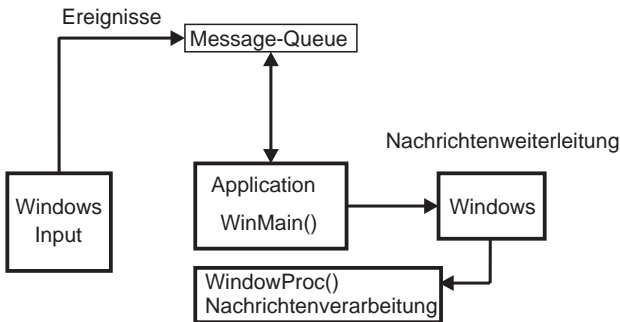 Ereignisse
Message-Queue
Nachrichtenweiterleitung
Application
WinMain()
Windows
Input
Windows
WindowProc()
Nachrichtenverarbeitung